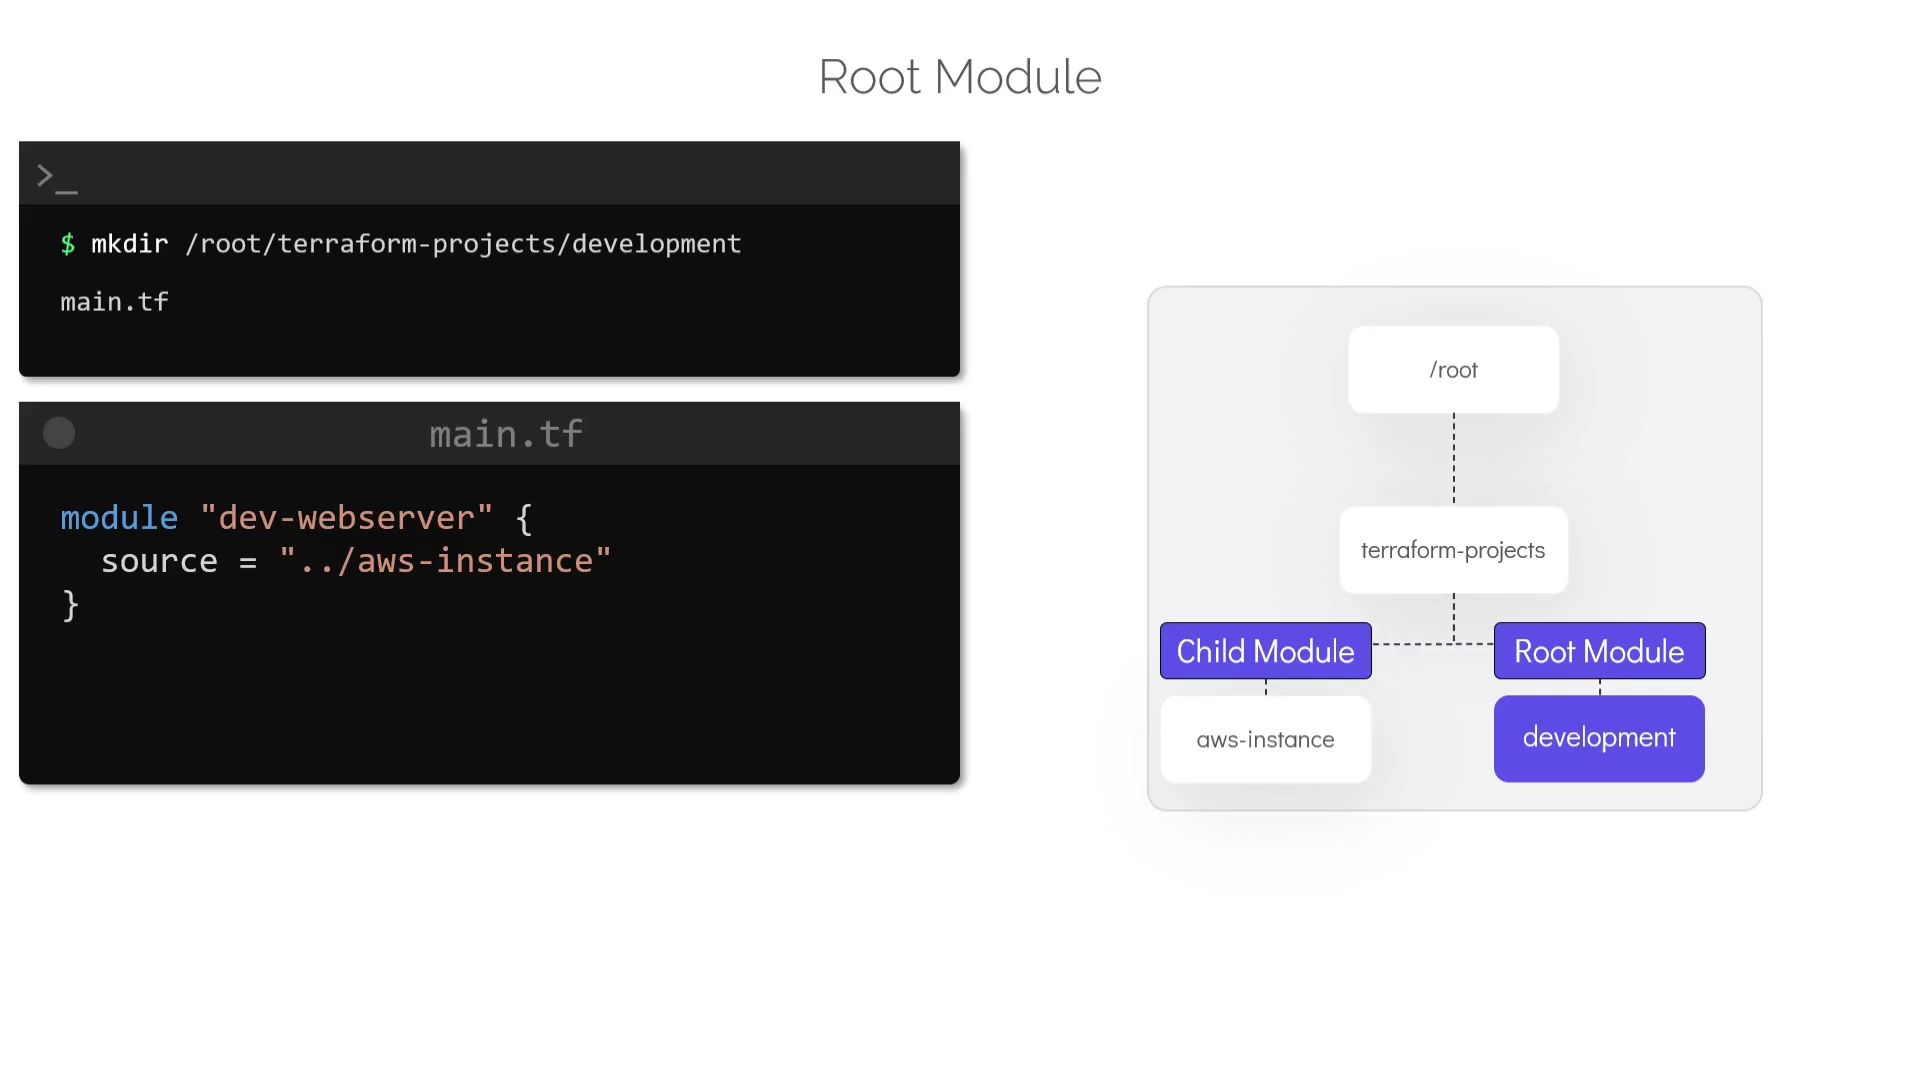 Root Module
>_
$ mkdir /root/terraform-projects/development
main.tf
main.tf
module "dev-webserver" {
  source = "../aws-instance"
}
/root
terraform-projects
Child Module
Root Module
aws-instance
development